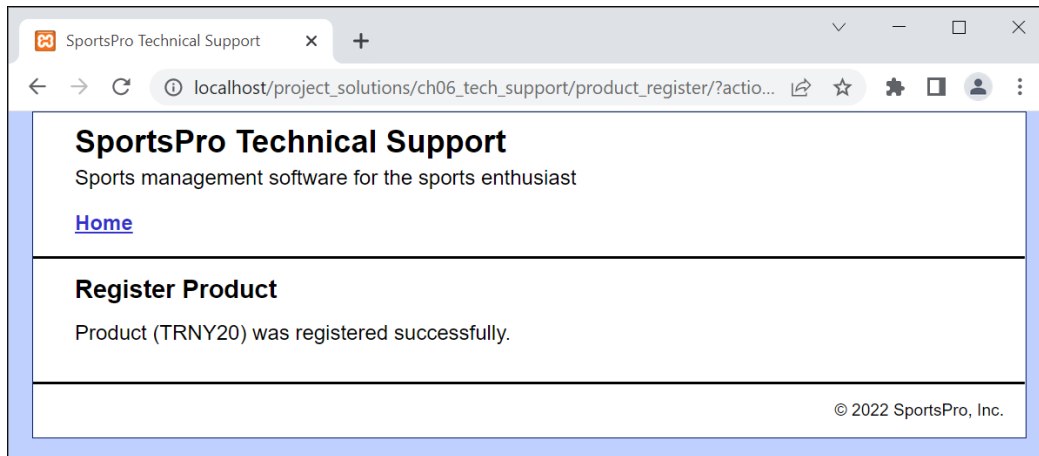 SportsPro Technical Support
localhost/project_solutions/ch06_tech_support/product_register/?actio...
SportsPro Technical Support
Sports management software for the sports enthusiast
Home
Register Product
Product (TRNY20) was registered successfully.
© 2022 SportsPro, Inc.